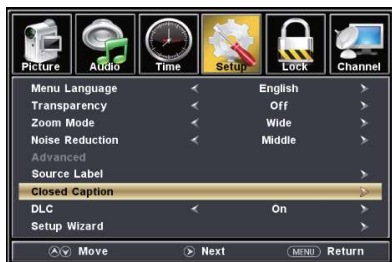 Picture Audio Time Setup Lock Channel
Menu Language English
Transparency Off
Zoom Mode Wide
Noise Reduction Middle
Advanced
Source Label
Closed Caption
DLC On
Setup Wizard
Move Next MENU Return